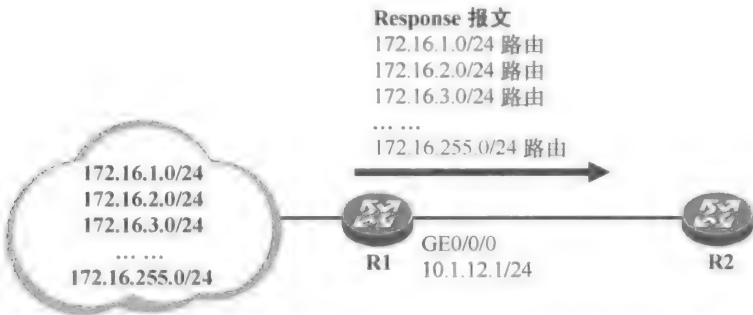 Response 报文
172.16.1.0/24 路由
172.16.2.0/24 路由
172.16.3.0/24 路由
… …
172.16.255.0/24 路由
172.16.1.0/24
172.16.2.0/24
172.16.3.0/24
… …
172.16.255.0/24
R1
GE0/0/0
10.1.12.1/24
R2